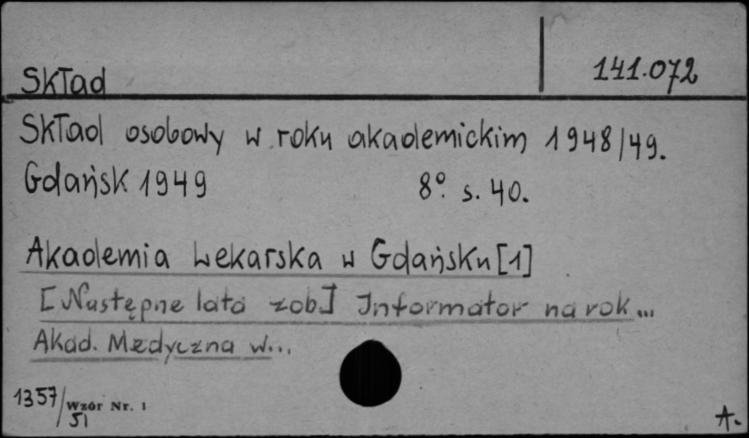 Skład
141.072
Skład osobowy w roku akademickim 1948/49.
Gdańsk 1949 8° s. 40.
Akademia Lekarska w Gdańsku [1]
[Następne lata zob.] Informator na rok...
Akad. Medyczna w...
1357/51 Wzór Nr. 1
A.